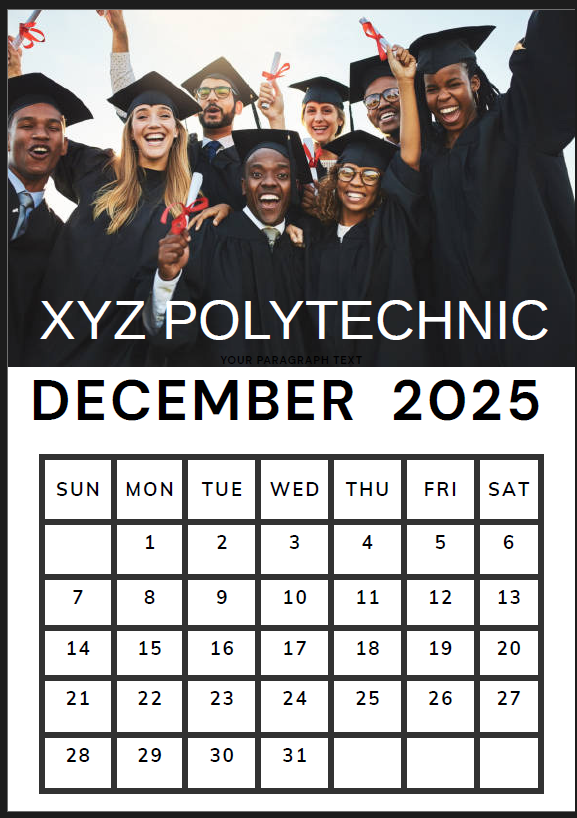 XYZ POLYTECHNIC
YOUR PARAGRAPH TEXT
DECEMBER 2025
SUN MON TUE WED THU FRI SAT
1 2 3 4 5 6
7 8 9 10 11 12 13
14 15 16 17 18 19 20
21 22 23 24 25 26 27
28 29 30 31